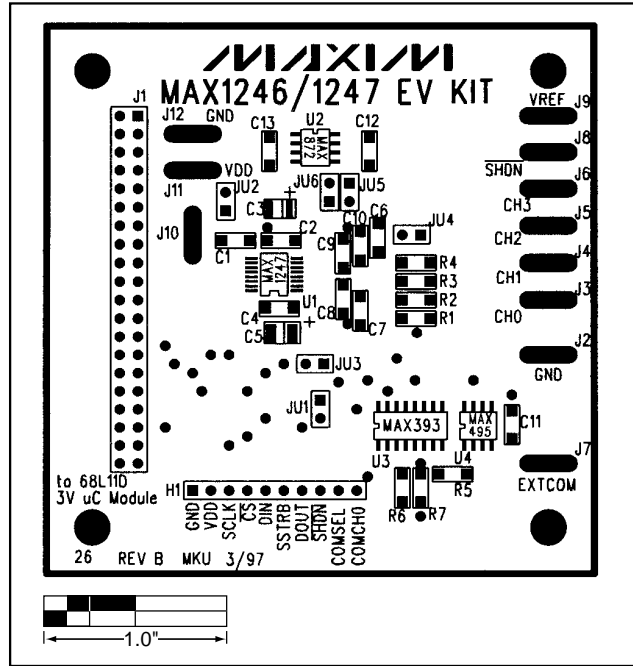 MAXIM
MAX1246/1247 EV KIT
J1
J12 GND
C13
U2
MAX
872
C12
VREF
J9
J8
SHDN
J6
CH3
J5
CH2
J4
CH1
J3
CH0
J2
GND
J11
VDD
JU2
JU6
JU5
C3
+
J10
C1
C2
C10
C6
JU4
C9
MAX
1247
R4
R3
R2
R1
U1
C4
C5
+
C8
C7
JU3
JU1
MAX393
MAX
495
C11
U3
U4
R5
R6
R7
J7
EXTCOM
to 68L11D
3V uC Module
H1
GND
VDD
SCLK
CS
DIN
SSTRB
DOUT
SHDN
COMSEL
COMCH0
26 REV B MKU 3/97
1.0"